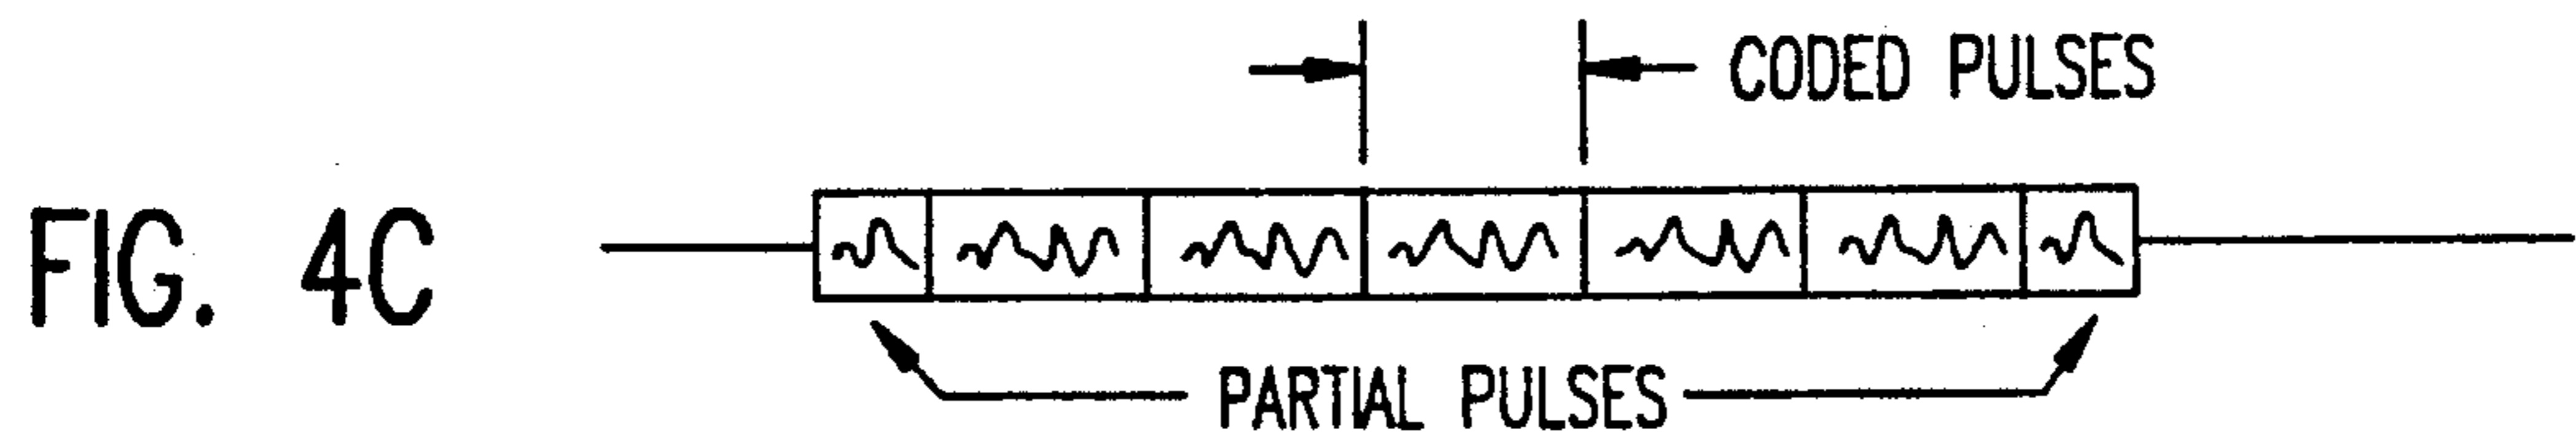 CODED PULSES
FIG. 4C
PARTIAL PULSES